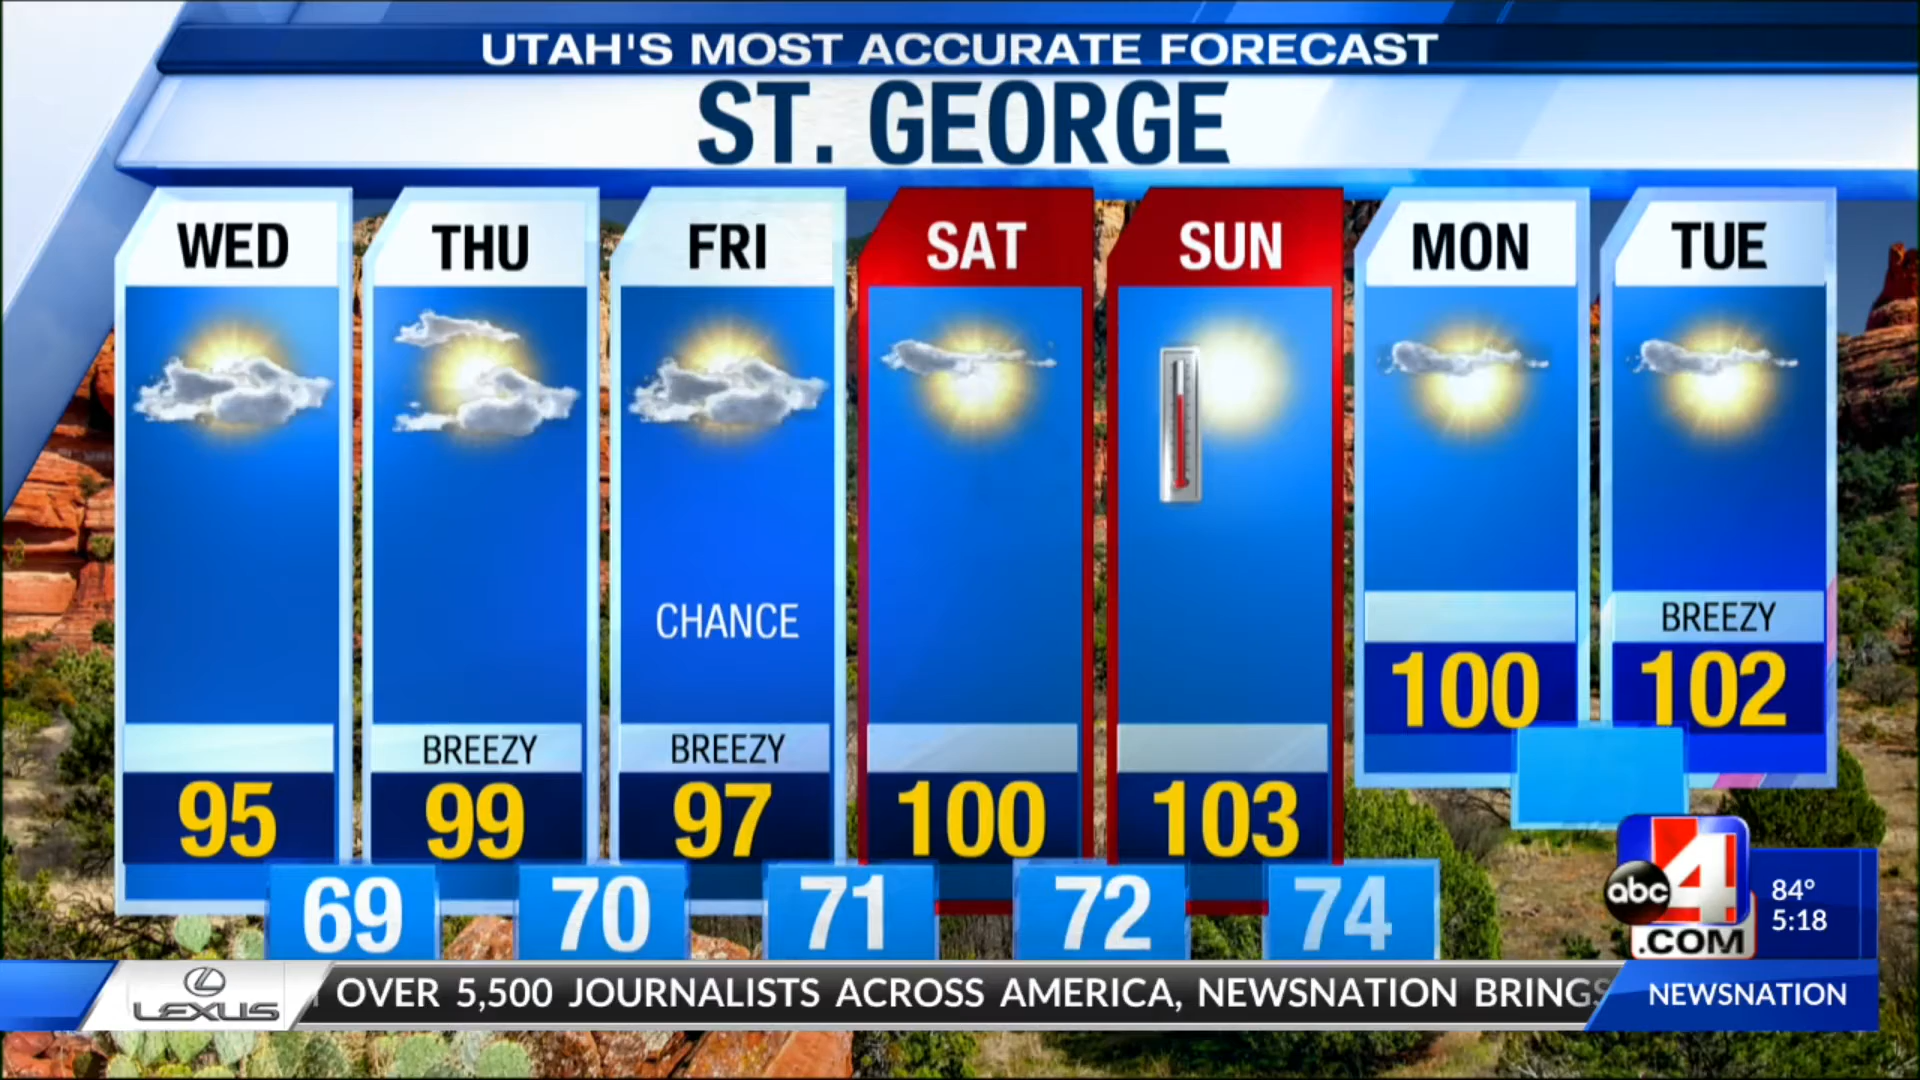 UTAH'S MOST ACCURATE FORECAST
ST. GEORGE
WED THU FRI SAT SUN MON TUE
CHANCE
BREEZY
100 102
BREEZY BREEZY
95 99 97 100 103
69 70 71 72 74
abc 4
.COM
84°
5:18
LEXUS
OVER 5,500 JOURNALISTS ACROSS AMERICA, NEWSNATION BRINGS
NEWSNATION